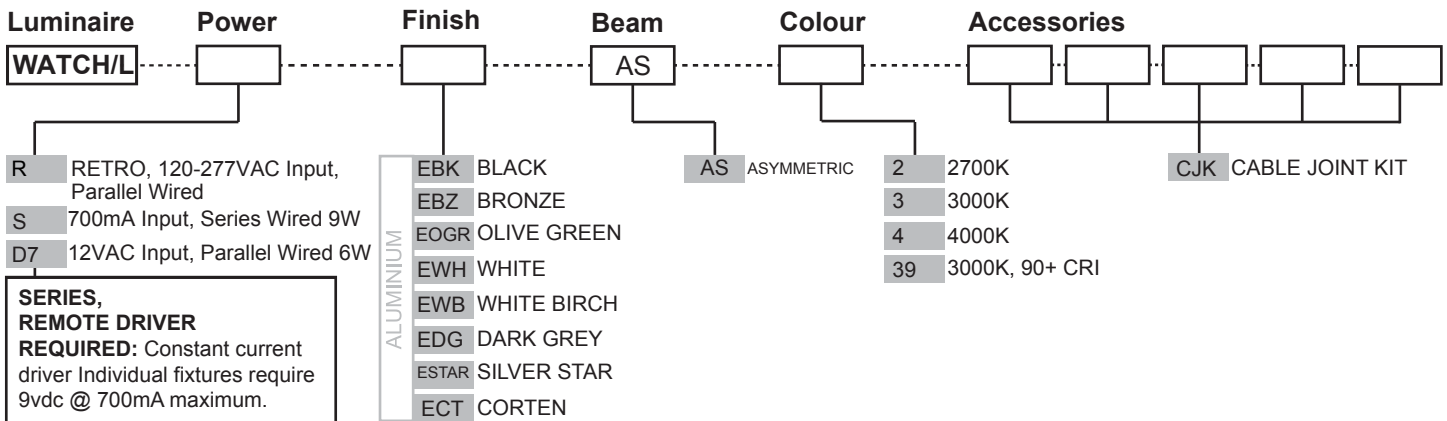 Luminaire Power Finish Beam Colour Accessories
WATCH/L AS
R RETRO, 120-277VAC Input,
Parallel Wired
S 700mA Input, Series Wired 9W
D7 12VAC Input, Parallel Wired 6W
SERIES,
REMOTE DRIVER
REQUIRED: Constant current
driver Individual fixtures require
9vdc @ 700mA maximum.
ALUMINIUM
EBK BLACK
EBZ BRONZE
EOGR OLIVE GREEN
EWH WHITE
EWB WHITE BIRCH
EDG DARK GREY
ESTAR SILVER STAR
ECT CORTEN
AS ASYMMETRIC
2 2700K
3 3000K
4 4000K
39 3000K, 90+ CRI
CJK CABLE JOINT KIT